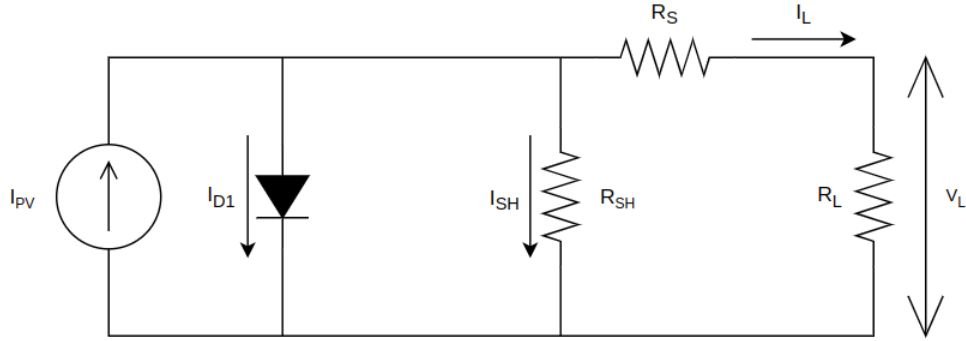 R_S
I_L
I_PV
I_D1
I_SH
R_SH
R_L
V_L